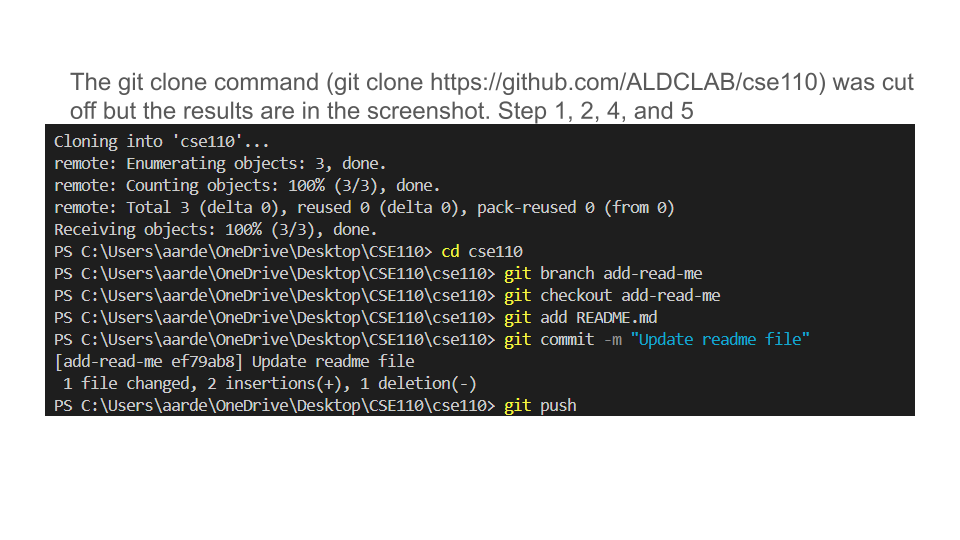 The git clone command (git clone https://github.com/ALDCLAB/cse110) was cut
off but the results are in the screenshot. Step 1, 2, 4, and 5
Cloning into 'cse110'...
remote: Enumerating objects: 3, done.
remote: Counting objects: 100% (3/3), done.
remote: Total 3 (delta 0), reused 0 (delta 0), pack-reused 0 (from 0)
Receiving objects: 100% (3/3), done.
PS C:\Users\aarde\OneDrive\Desktop\CSE110> cd cse110
PS C:\Users\aarde\OneDrive\Desktop\CSE110\cse110> git branch add-read-me
PS C:\Users\aarde\OneDrive\Desktop\CSE110\cse110> git checkout add-read-me
PS C:\Users\aarde\OneDrive\Desktop\CSE110\cse110> git add README.md
PS C:\Users\aarde\OneDrive\Desktop\CSE110\cse110> git commit -m "Update readme file"
[add-read-me ef79ab8] Update readme file
 1 file changed, 2 insertions(+), 1 deletion(-)
PS C:\Users\aarde\OneDrive\Desktop\CSE110\cse110> git push